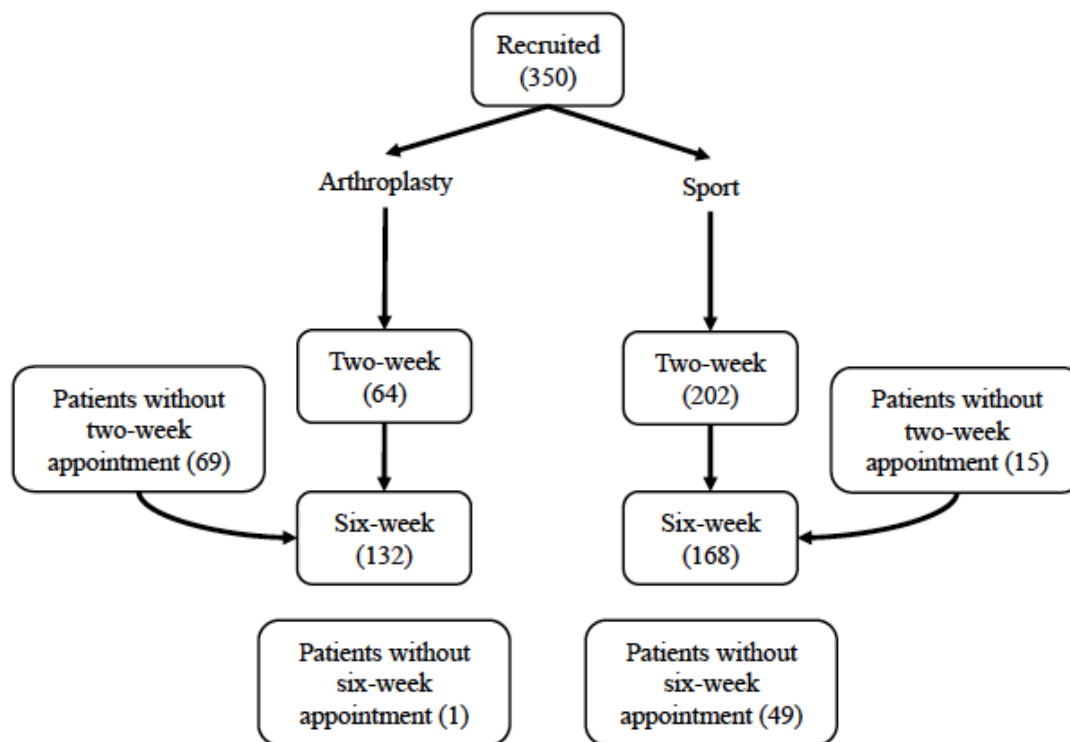 Recruited
(350)
Arthroplasty
Sport
Two-week
(64)
Two-week
(202)
Patients without
two-week
appointment (69)
Patients without
two-week
appointment (15)
Six-week
(132)
Six-week
(168)
Patients without
six-week
appointment (1)
Patients without
six-week
appointment (49)